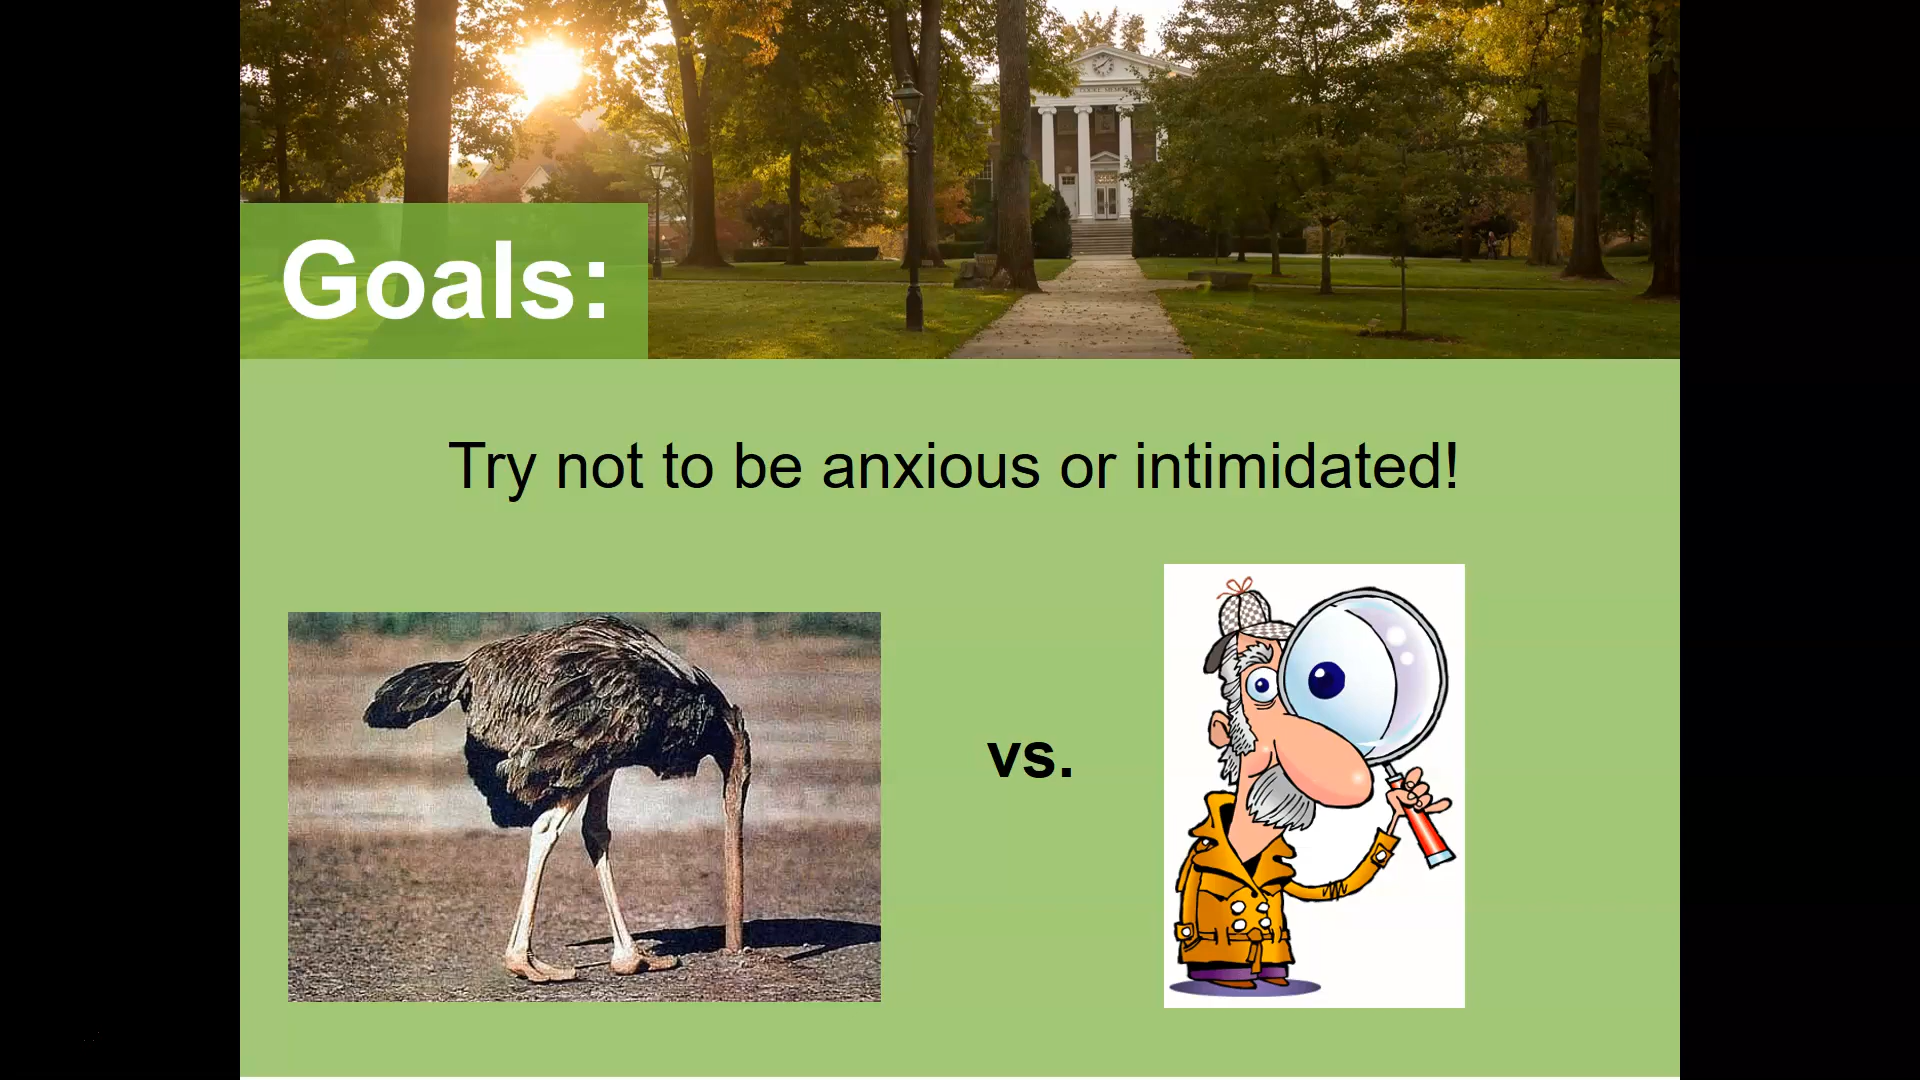 Goals:
Try not to be anxious or intimidated!
vs.